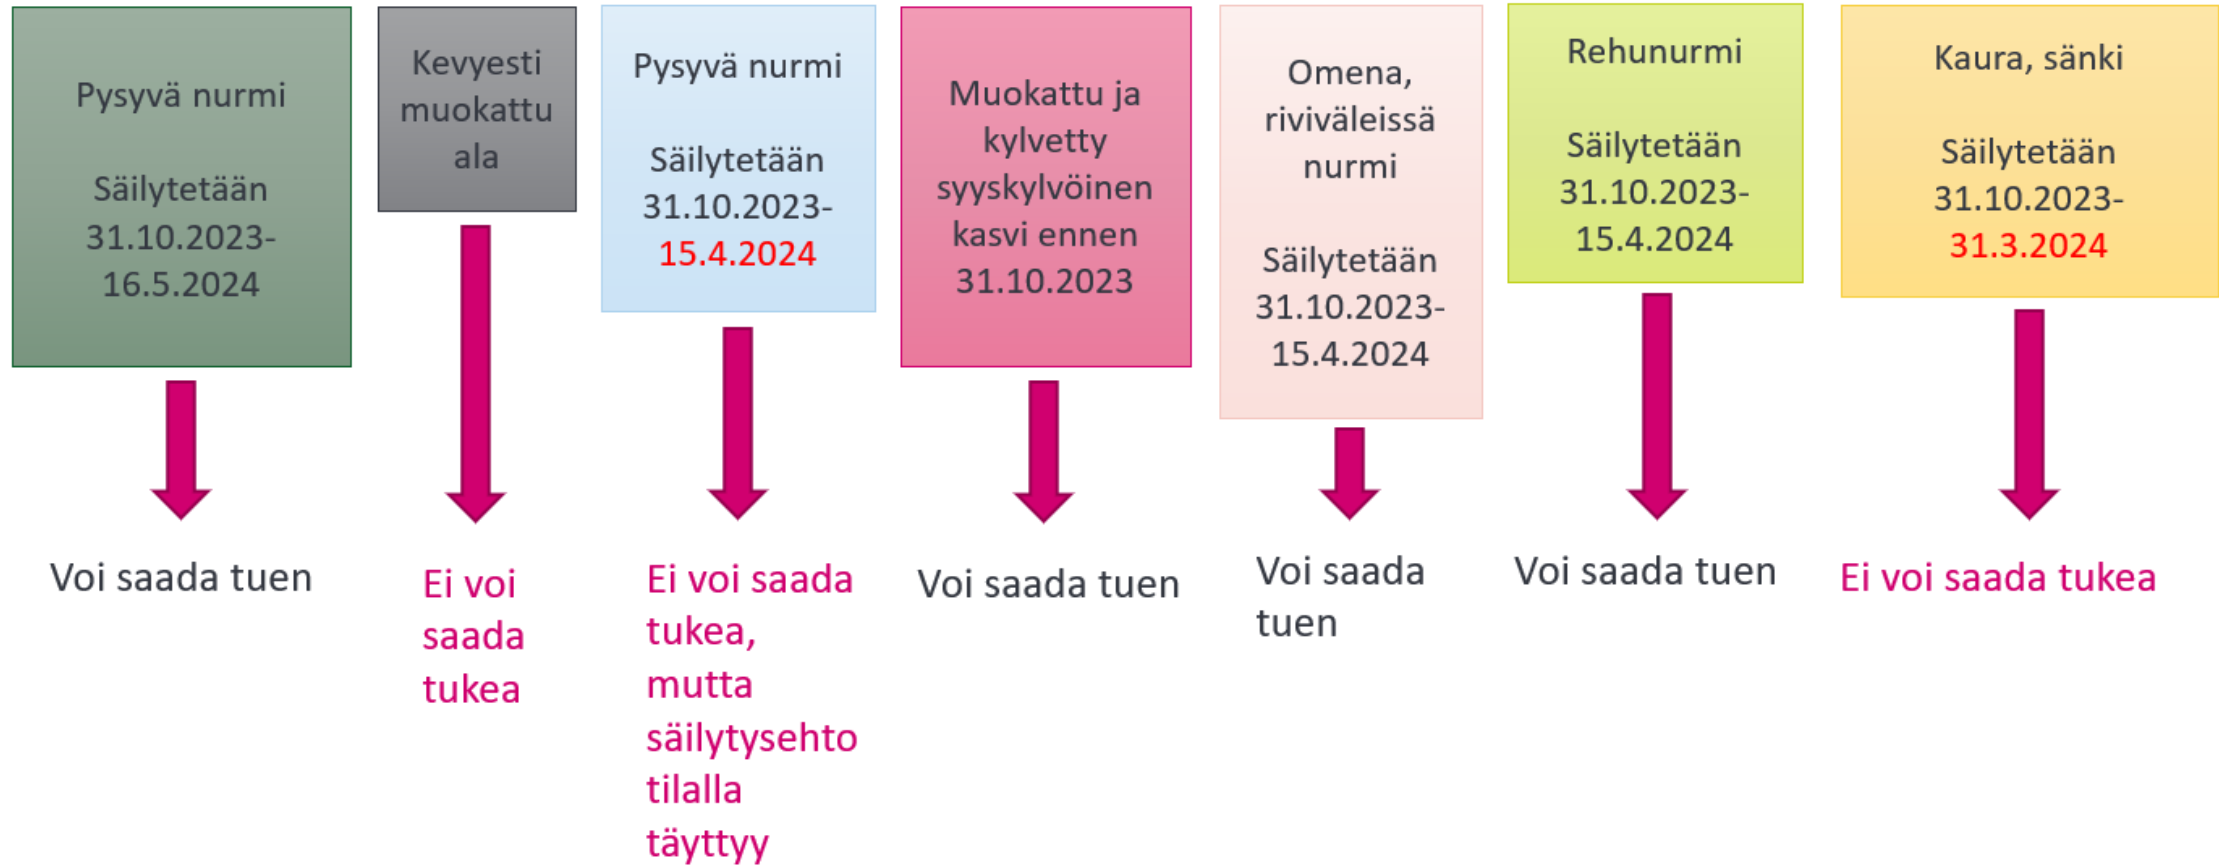 Pysyvä nurmi
Säilytetään
31.10.2023-
16.5.2024
Kevyesti
muokattu
ala
Pysyvä nurmi
Säilytetään
31.10.2023-
15.4.2024
Muokattu ja
kylvetty
syyskylvöinen
kasvi ennen
31.10.2023
Omena,
riviväleissä
nurmi
Säilytetään
31.10.2023-
15.4.2024
Rehunurmi
Säilytetään
31.10.2023-
15.4.2024
Kaura, sänki
Säilytetään
31.10.2023-
31.3.2024
Voi saada tuen
Ei voi
saada
tukea
Ei voi saada
tukea,
mutta
säilytysehto
tilalla
täyttyy
Voi saada tuen
Voi saada
tuen
Voi saada tuen
Ei voi saada tukea